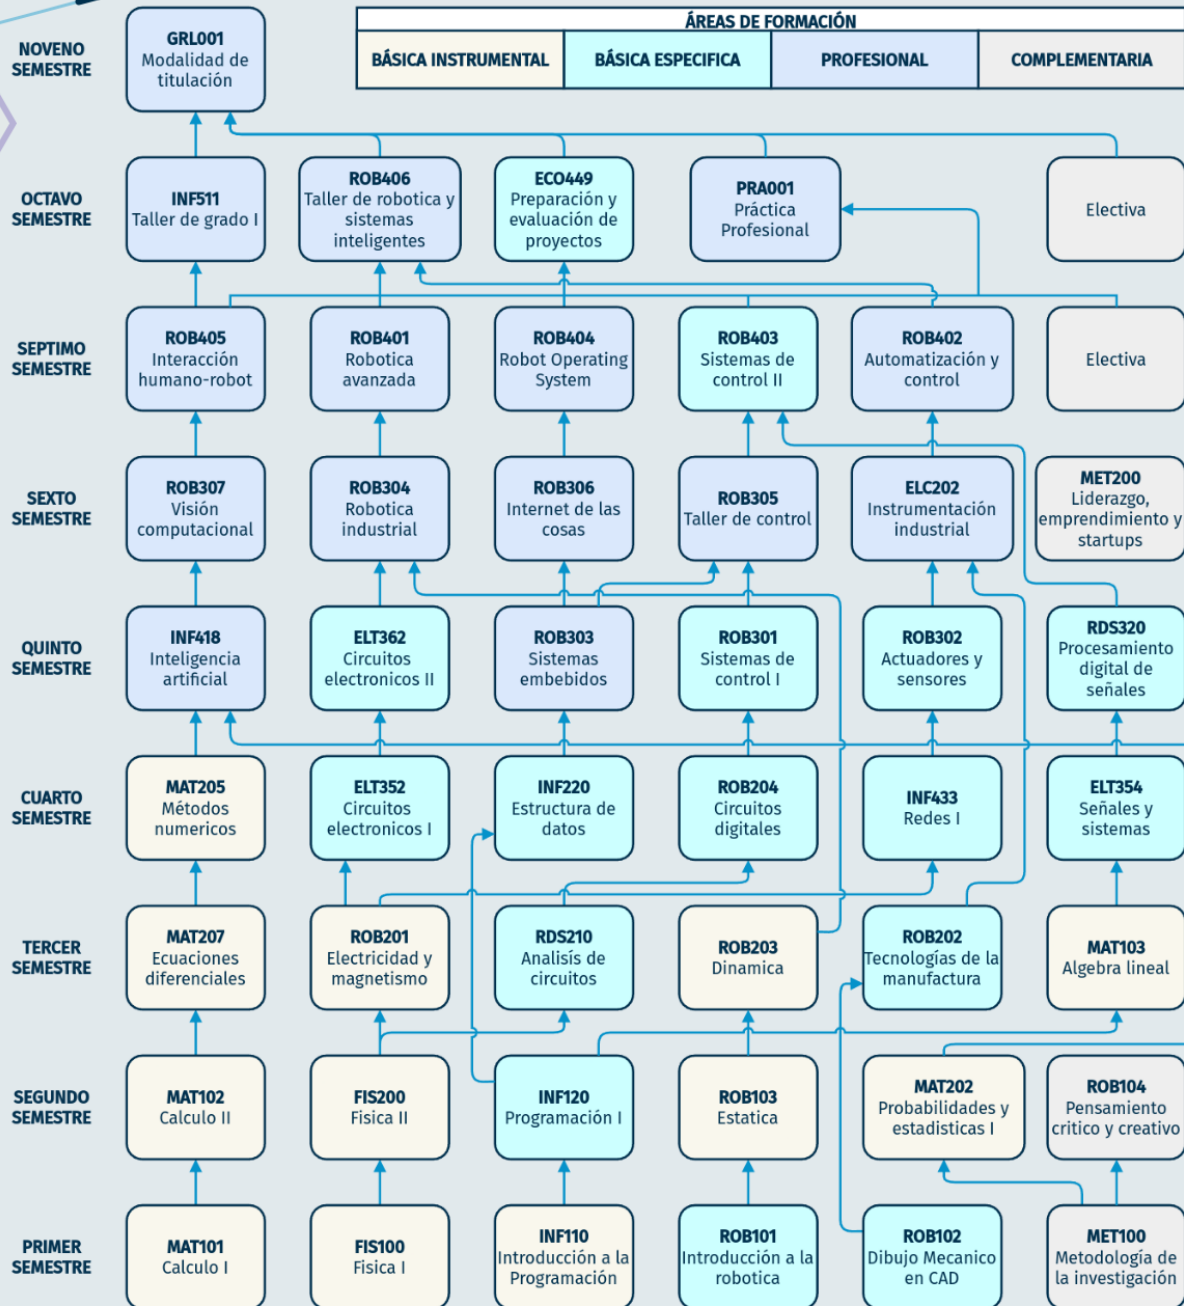 ÁREAS DE FORMACIÓN
BÁSICA INSTRUMENTAL
BÁSICA ESPECIFICA
PROFESIONAL
COMPLEMENTARIA
NOVENO
SEMESTRE
GRL001
Modalidad de
titulación
OCTAVO
SEMESTRE
INF511
Taller de grado I
ROB406
Taller de robotica y
sistemas
inteligentes
ECO449
Preparación y
evaluación de
proyectos
PRA001
Práctica
Profesional
Electiva
SEPTIMO
SEMESTRE
ROB405
Interacción
humano-robot
ROB401
Robotica
avanzada
ROB404
Robot Operating
System
ROB403
Sistemas de
control II
ROB402
Automatización y
control
Electiva
SEXTO
SEMESTRE
ROB307
Visión
computacional
ROB304
Robotica
industrial
ROB306
Internet de las
cosas
ROB305
Taller de control
ELC202
Instrumentación
industrial
MET200
Liderazgo,
emprendimiento y
startups
QUINTO
SEMESTRE
INF418
Inteligencia
artificial
ELT362
Circuitos
electronicos II
ROB303
Sistemas
embebidos
ROB301
Sistemas de
control I
ROB302
Actuadores y
sensores
RDS320
Procesamiento
digital de
señales
CUARTO
SEMESTRE
MAT205
Métodos
numericos
ELT352
Circuitos
electronicos I
INF220
Estructura de
datos
ROB204
Circuitos
digitales
INF433
Redes I
ELT354
Señales y
sistemas
TERCER
SEMESTRE
MAT207
Ecuaciones
diferenciales
ROB201
Electricidad y
magnetismo
RDS210
Analisís de
circuitos
ROB203
Dinamica
ROB202
Tecnologías de la
manufactura
MAT103
Algebra lineal
SEGUNDO
SEMESTRE
MAT102
Calculo II
FIS200
Fisica II
INF120
Programación I
ROB103
Estatica
MAT202
Probabilidades y
estadisticas I
ROB104
Pensamiento
critico y creativo
PRIMER
SEMESTRE
MAT101
Calculo I
FIS100
Fisica I
INF110
Introducción a la
Programación
ROB101
Introducción a la
robotica
ROB102
Dibujo Mecanico
en CAD
MET100
Metodología de
la investigación